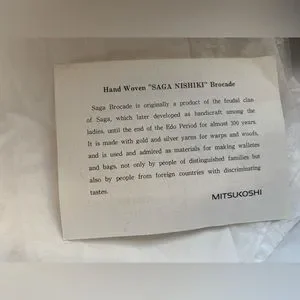 Hand Woven "SAGA NISHIKI" Brocade
Saga Brocade is originally a product of the feudal clan
of Saga, which later developed as handicraft among the
ladies, until the end of the Edo Period for almost 300 years.
It is made with gold and silver yarns for warps and woofs,
and is used and admired as materials for making walletes
and bags, not only by people of distinguished families but
also by people from foreign countries with discriminating
tastes.
MITSUKOSHI